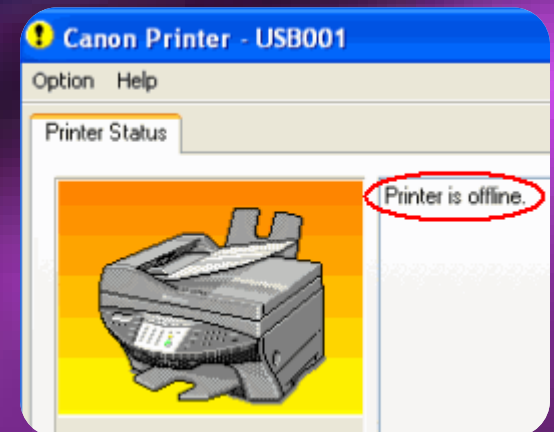 Canon Printer - USB001
Option Help
Printer Status
Printer is offline.